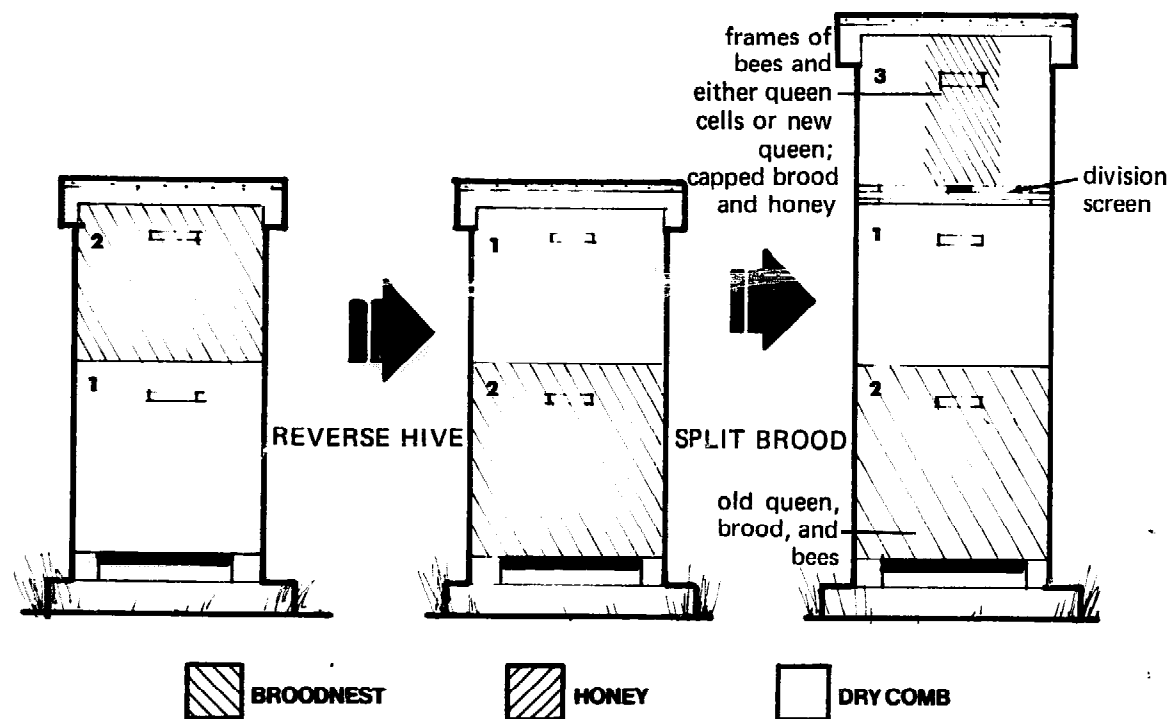 2
1
REVERSE HIVE
1
2
SPLIT BROOD
frames of
bees and
either queen
cells or new
queen;
capped brood
and honey
3
division
screen
1
2
old queen,
brood, and
bees
BROODNEST
HONEY
DRY COMB